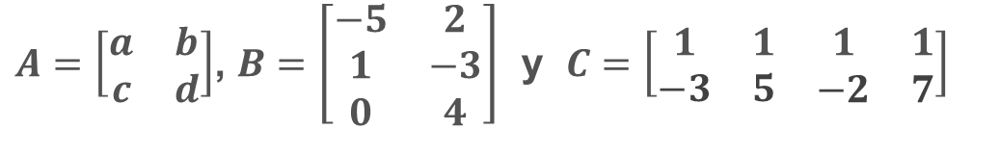 A = [a b; c d], B = [−5 2; 1 −3; 0 4] y C = [1 1 1 1; −3 5 −2 7]